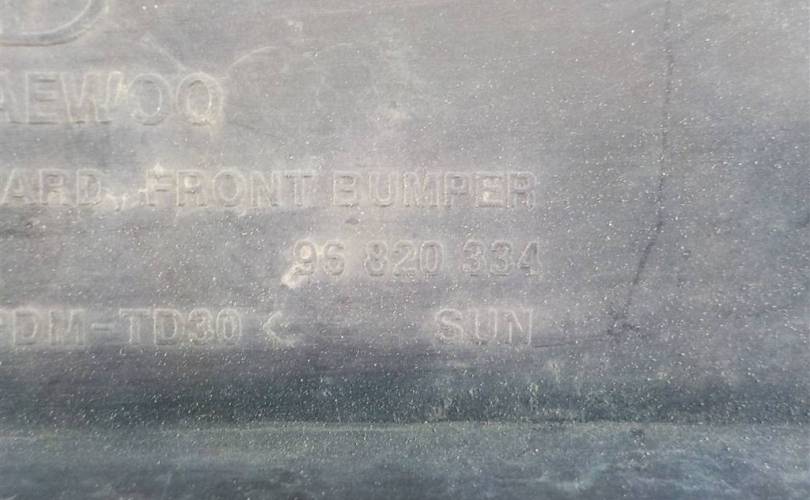 AEWOO
ARD, FRONT BUMPER
96 820 334
PDM-TD30< SUN